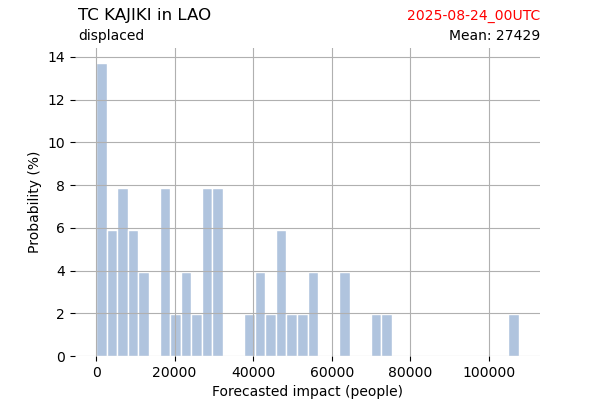 TC KAJIKI in LAO
2025-08-24_00UTC
displaced
Mean: 27429
14
12
10
8
6
4
2
0
Probability (%)
0
20000
40000
60000
80000
100000
Forecasted impact (people)